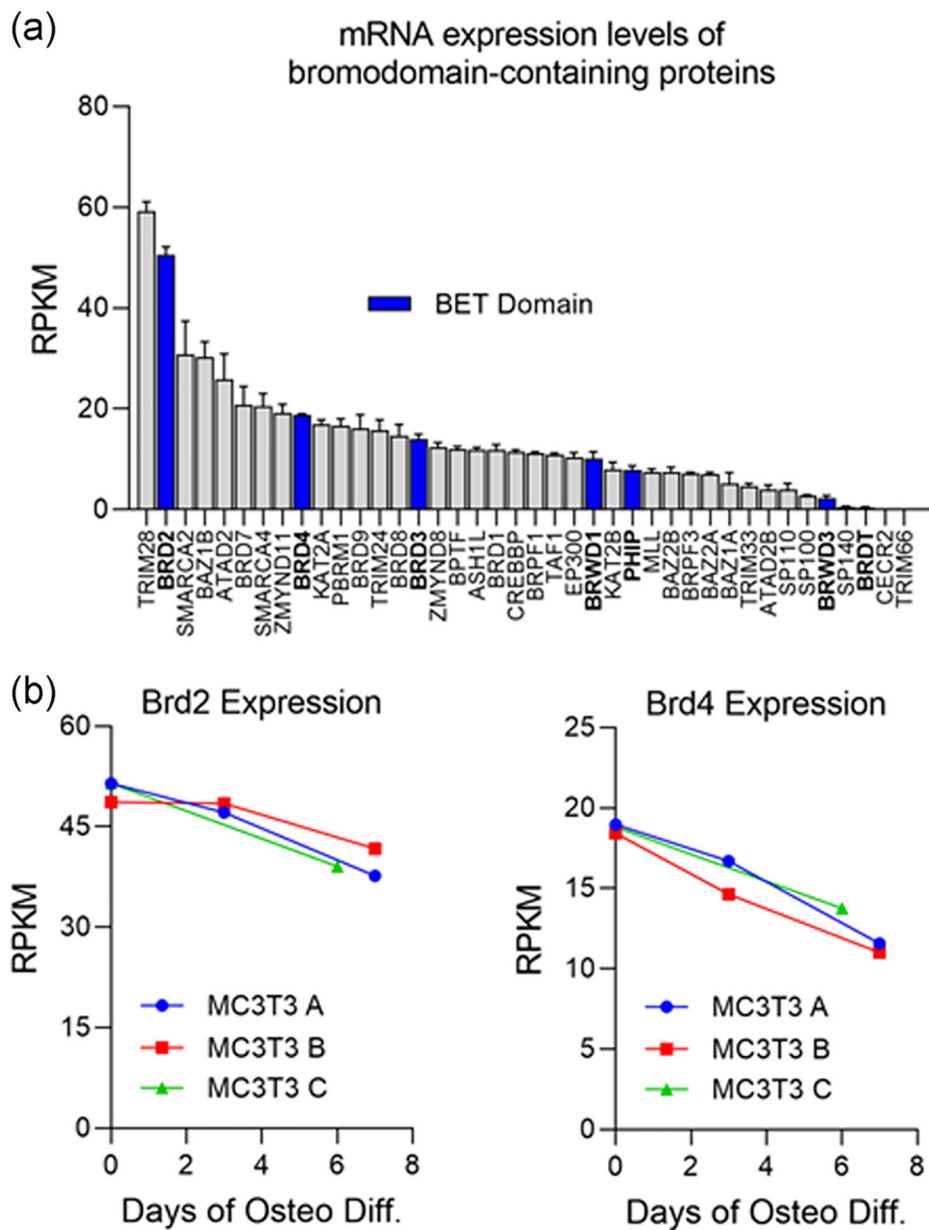 (a)
mRNA expression levels of
bromodomain-containing proteins
80
60
40
20
0
RPKM
BET Domain
TRIM28
BRD2
SMARCA2
BAZ1B
ATAD2
BRD7
SMARCA4
ZMYND11
BRD4
KAT2A
PBRM1
BRD9
TRIM24
BRD8
BRD3
ZMYND8
BPTF
ASH1L
BRD1
CREBBP
BRPF1
TAF1
EP300
BRWD1
KAT2B
PHIP
MLL
BAZ2B
BRPF3
BAZ2A
BAZ1A
TRIM33
ATAD2B
SP110
SP100
BRWD3
SP140
BRDT
CECR2
TRIM66
(b)
Brd2 Expression
60
45
30
15
0
RPKM
MC3T3 A
MC3T3 B
MC3T3 C
0 2 4 6 8
Days of Osteo Diff.
Brd4 Expression
25
20
15
10
5
0
RPKM
MC3T3 A
MC3T3 B
MC3T3 C
0 2 4 6 8
Days of Osteo Diff.